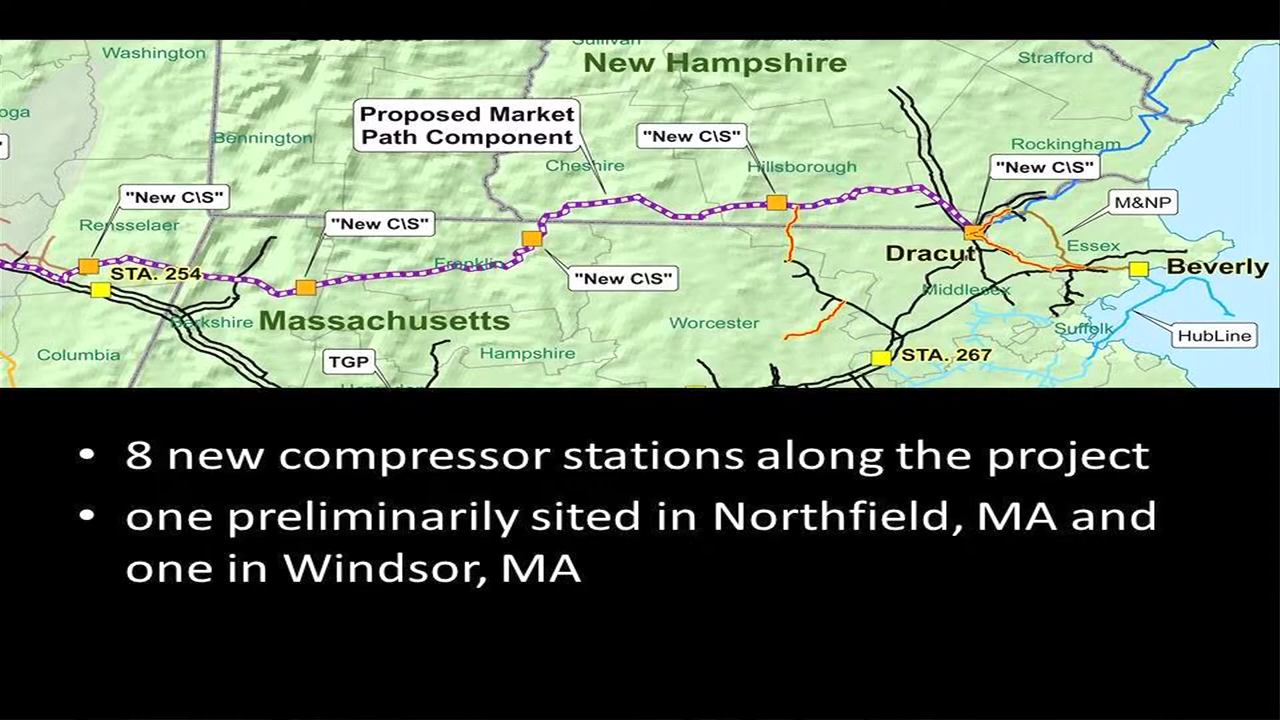 Washington
New Hampshire
Strafford
Proposed Market
Path Component
"New C\S"
Bennington
Cheshire
Hillsborough
Rockingham
"New C\S"
"New C\S"
"New C\S"
M&NP
Rensselaer
Essex
Dracut
Beverly
Franklin
STA. 254
"New C\S"
Middlesex
Berkshire
Massachusetts
Worcester
Suffolk
HubLine
Columbia
TGP
Hampshire
STA. 267
• 8 new compressor stations along the project
• one preliminarily sited in Northfield, MA and
one in Windsor, MA